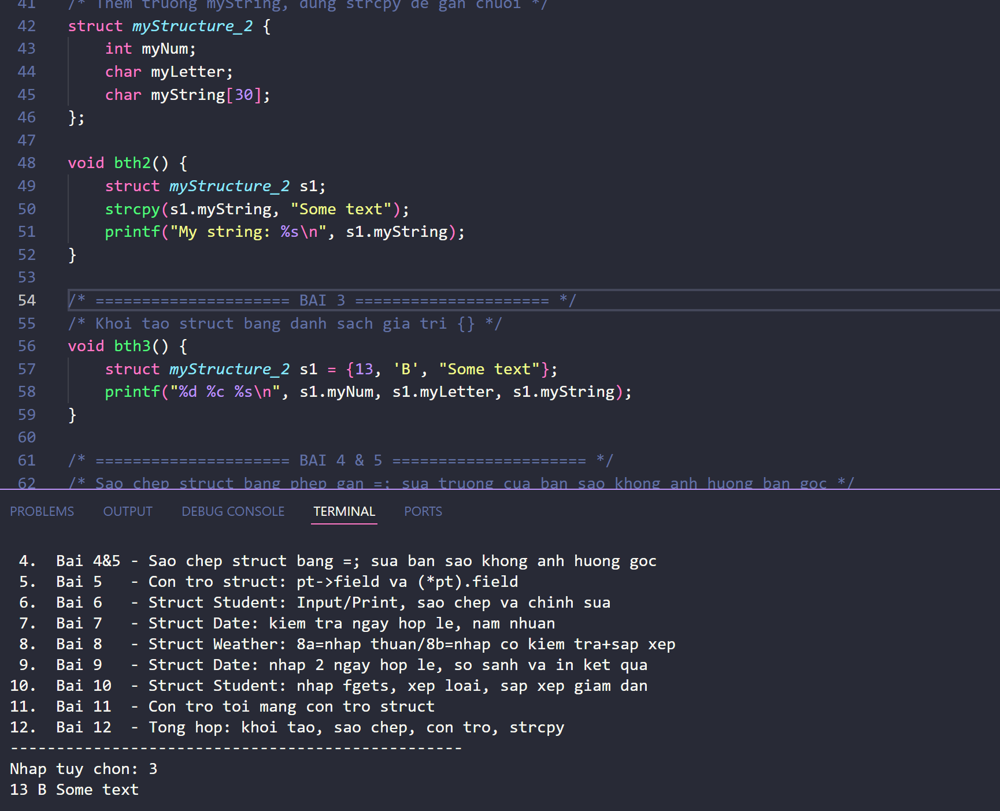 41 /* Them truong myString, dung strcpy de gan chuoi */
42 struct myStructure_2 {
43 int myNum;
44 char myLetter;
45 char myString[30];
46 };
47
48 void bth2() {
49 struct myStructure_2 s1;
50 strcpy(s1.myString, "Some text");
51 printf("My string: %s\n", s1.myString);
52 }
53
54 /* ===================== BAI 3 ===================== */
55 /* Khoi tao struct bang danh sach gia tri {} */
56 void bth3() {
57 struct myStructure_2 s1 = {13, 'B', "Some text"};
58 printf("%d %c %s\n", s1.myNum, s1.myLetter, s1.myString);
59 }
60
61 /* ===================== BAI 4 & 5 ===================== */
62 /* Sao chep struct bang phep gan =; sua truong cua ban sao khong anh huong ban goc */
PROBLEMS OUTPUT DEBUG CONSOLE TERMINAL PORTS
4. Bai 4&5 - Sao chep struct bang =; sua ban sao khong anh huong goc
5. Bai 5 - Con tro struct: pt->field va (*pt).field
6. Bai 6 - Struct Student: Input/Print, sao chep va chinh sua
7. Bai 7 - Struct Date: kiem tra ngay hop le, nam nhuan
8. Bai 8 - Struct Weather: 8a=nhap thuan/8b=nhap co kiem tra+sap xep
9. Bai 9 - Struct Date: nhap 2 ngay hop le, so sanh va in ket qua
10. Bai 10 - Struct Student: nhap fgets, xep loai, sap xep giam dan
11. Bai 11 - Con tro toi mang con tro struct
12. Bai 12 - Tong hop: khoi tao, sao chep, con tro, strcpy
-------------------------------------------------
Nhap tuy chon: 3
13 B Some text